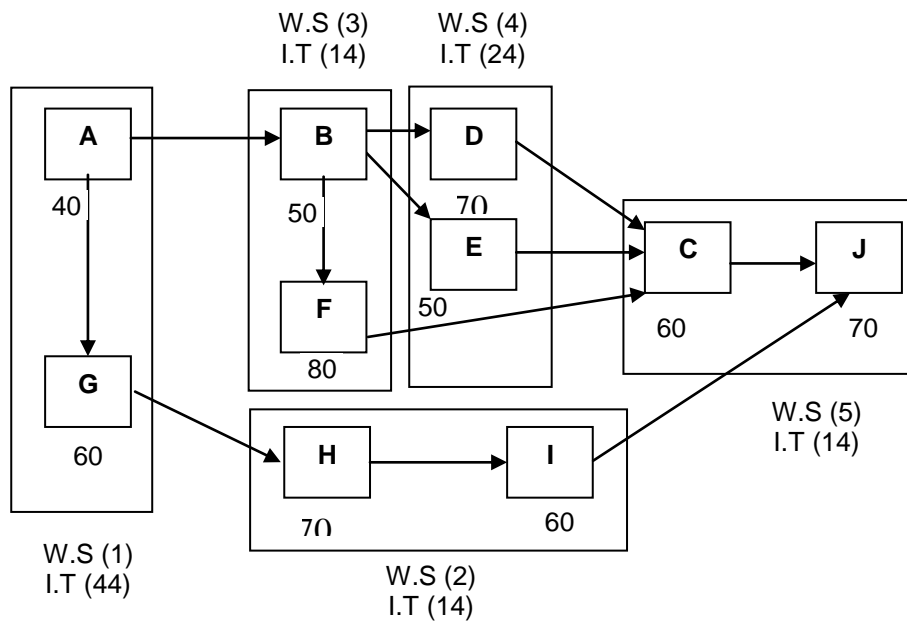 W.S (3)
I.T (14)
W.S (4)
I.T (24)
A
B
D
40
50
70
E
C
J
50
F
60
70
80
G
60
W.S (5)
I.T (14)
H
I
70
60
W.S (1)
I.T (44)
W.S (2)
I.T (14)